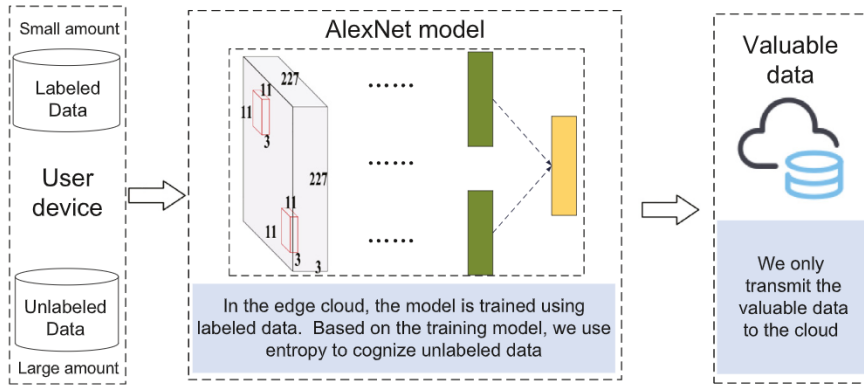 Small amount
Labeled
Data
User
device
Unlabeled
Data
Large amount
AlexNet model
227
11
11
3
227
11
11
3
3
......
......
......
In the edge cloud, the model is trained using
labeled data. Based on the training model, we use
entropy to cognize unlabeled data
Valuable
data
We only
transmit the
valuable data
to the cloud